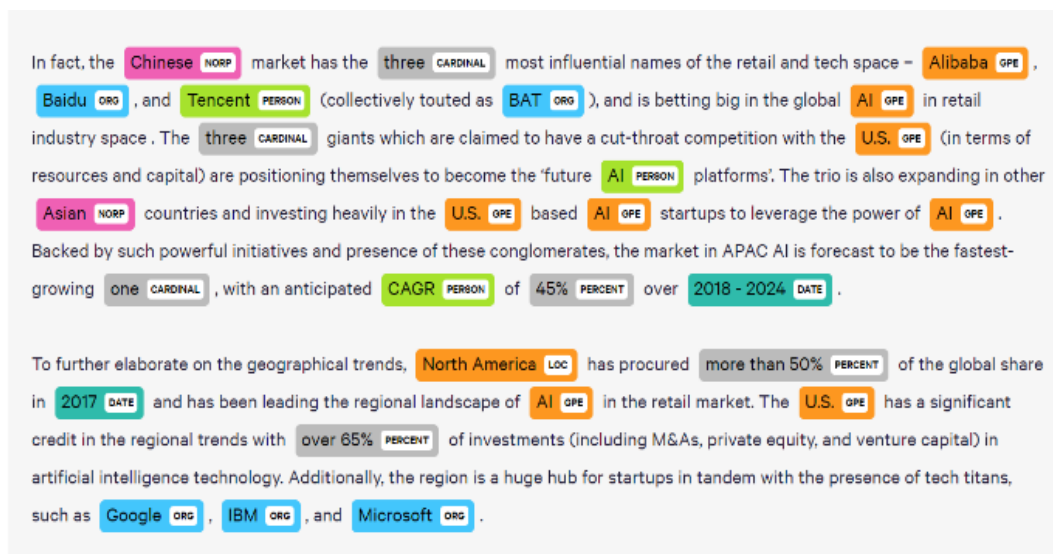 In fact, the Chinese NORP market has the three CARDINAL most influential names of the retail and tech space – Alibaba GPE ,
Baidu ORG , and Tencent PERSON (collectively touted as BAT ORG ), and is betting big in the global AI GPE in retail
industry space . The three CARDINAL giants which are claimed to have a cut-throat competition with the U.S. GPE (in terms of
resources and capital) are positioning themselves to become the ‘future AI PERSON platforms’. The trio is also expanding in other
Asian NORP countries and investing heavily in the U.S. GPE based AI GPE startups to leverage the power of AI GPE .
Backed by such powerful initiatives and presence of these conglomerates, the market in APAC AI is forecast to be the fastest-
growing one CARDINAL , with an anticipated CAGR PERSON of 45% PERCENT over 2018 - 2024 DATE .
To further elaborate on the geographical trends, North America LOC has procured more than 50% PERCENT of the global share
in 2017 DATE and has been leading the regional landscape of AI GPE in the retail market. The U.S. GPE has a significant
credit in the regional trends with over 65% PERCENT of investments (including M&As, private equity, and venture capital) in
artificial intelligence technology. Additionally, the region is a huge hub for startups in tandem with the presence of tech titans,
such as Google ORG , IBM ORG , and Microsoft ORG .